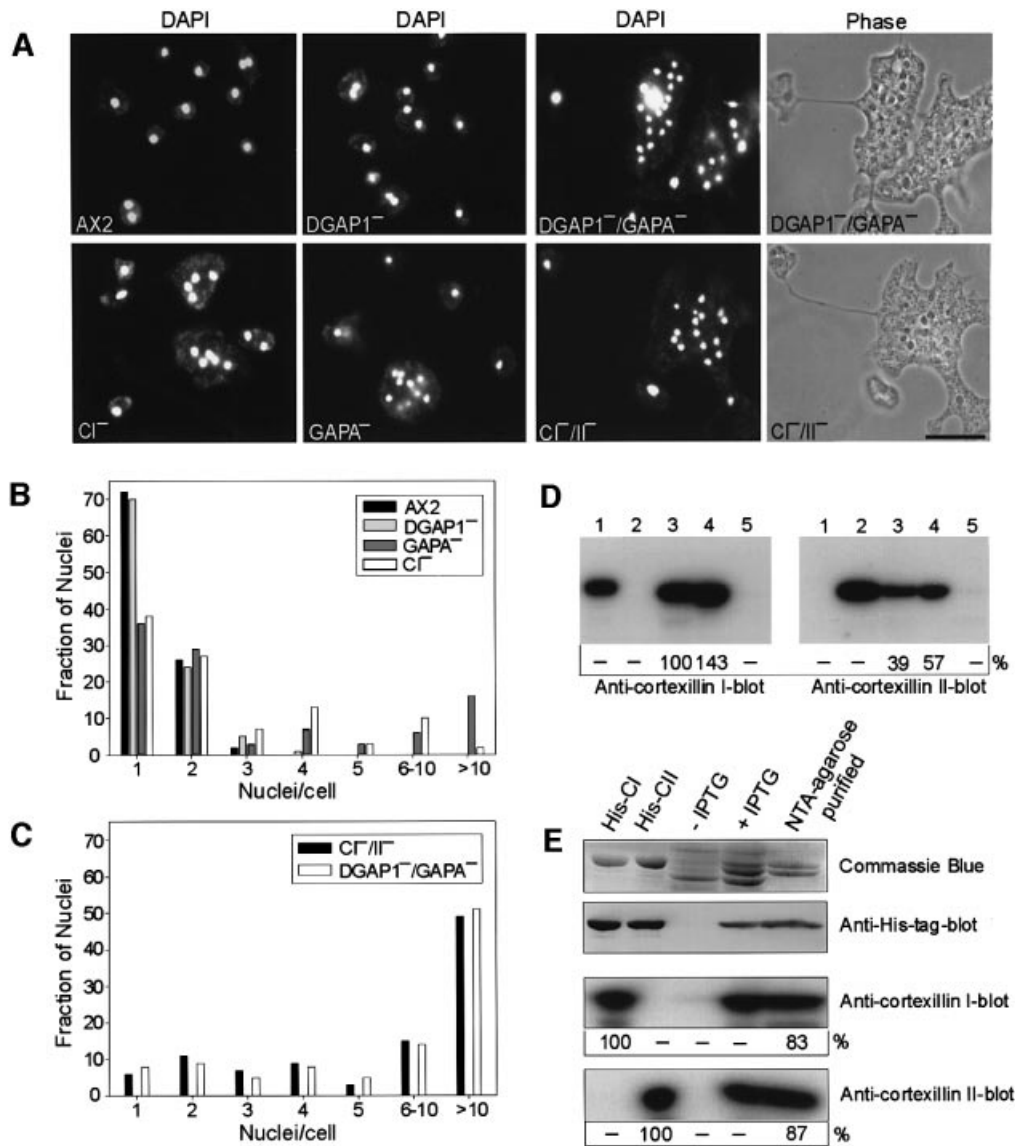 DAPI DAPI DAPI Phase
A
AX2 DGAP1⁻ DGAP1⁻/GAPA⁻ DGAP1⁻/GAPA⁻
CI⁻ GAPA⁻ CI⁻/II⁻ CI⁻/II⁻
B
Fraction of Nuclei
70
60
50
40
30
20
10
0
AX2
DGAP1⁻
GAPA⁻
CI⁻
1 2 3 4 5 6-10 >10
Nuclei/cell
C
Fraction of Nuclei
70
60
50
40
30
20
10
0
CI⁻/II⁻
DGAP1⁻/GAPA⁻
1 2 3 4 5 6-10 >10
Nuclei/cell
D
1 2 3 4 5 1 2 3 4 5
– – 100 143 – – – 39 57 – %
Anti-cortexillin I-blot Anti-cortexillin II-blot
E
His-CI His-CII - IPTG + IPTG NTA-agarose purified
Commassie Blue
Anti-His-tag-blot
Anti-cortexillin I-blot
100 – – – 83 %
Anti-cortexillin II-blot
– 100 – – 87 %